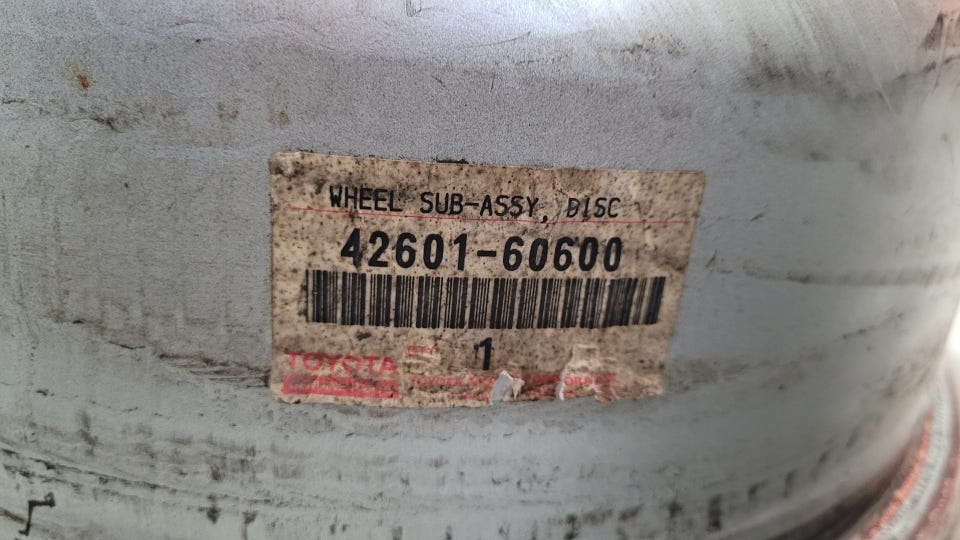 WHEEL SUB-ASSY, DISC
42601-60600
1
TOYOTA